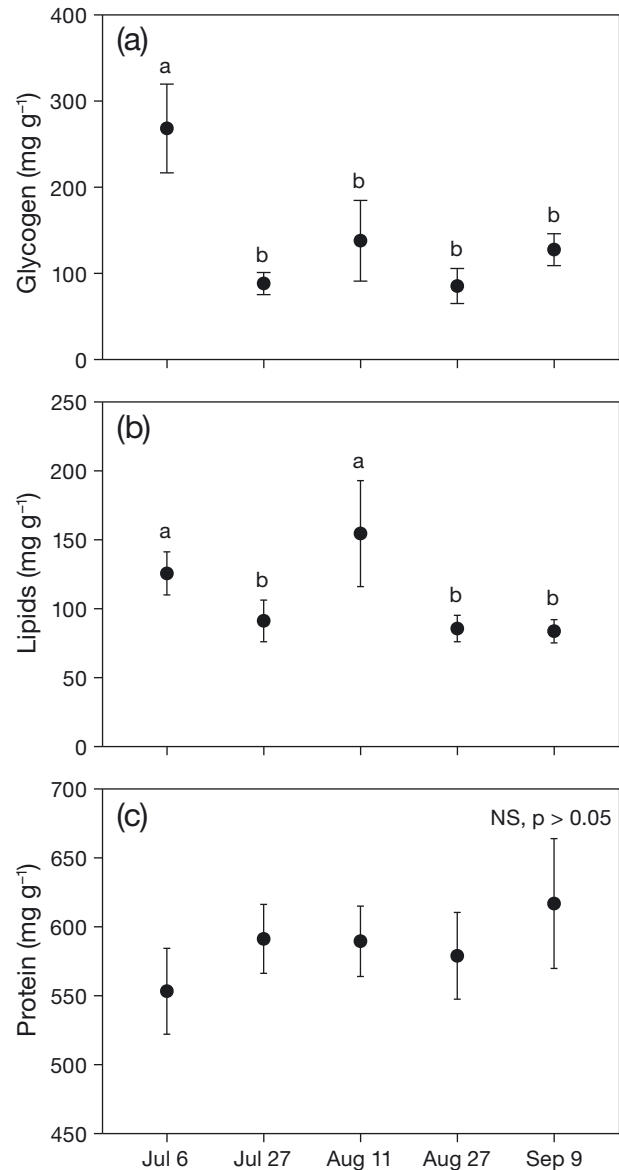 (a)
Glycogen (mg g⁻¹)
400
300
200
100
0
a
b
b
b
b
(b)
Lipids (mg g⁻¹)
250
200
150
100
50
0
a
b
a
b
b
(c)
NS, p > 0.05
Protein (mg g⁻¹)
700
650
600
550
500
450
Jul 6 Jul 27 Aug 11 Aug 27 Sep 9